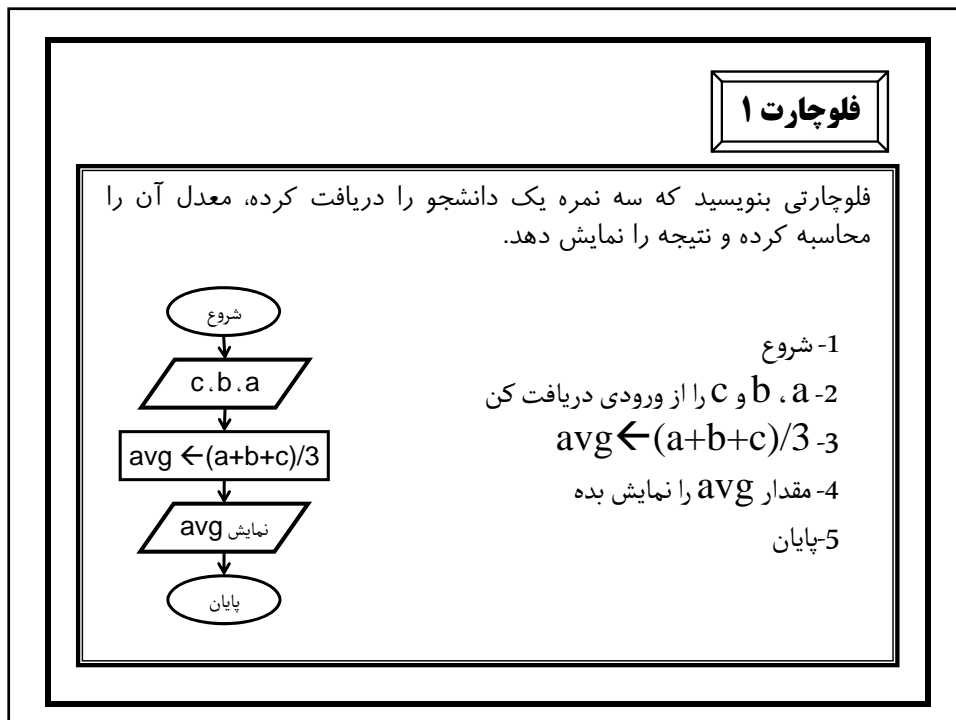 فلوچارت ۱
فلوچارتی بنویسید که سه نمره یک دانشجو را دریافت کرده، معدل آن را
محاسبه کرده و نتیجه را نمایش دهد.
1- شروع
2- a ، b و c را از ورودی دریافت کن
3- avg←(a+b+c)/3
4- مقدار avg را نمایش بده
5-پایان
شروع
a، b، c
avg ←(a+b+c)/3
نمایش avg
پایان